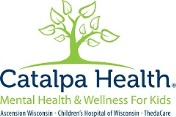 Catalpa Health®
Mental Health & Wellness For Kids
Ascension Wisconsin • Children's Hospital of Wisconsin • ThedaCare